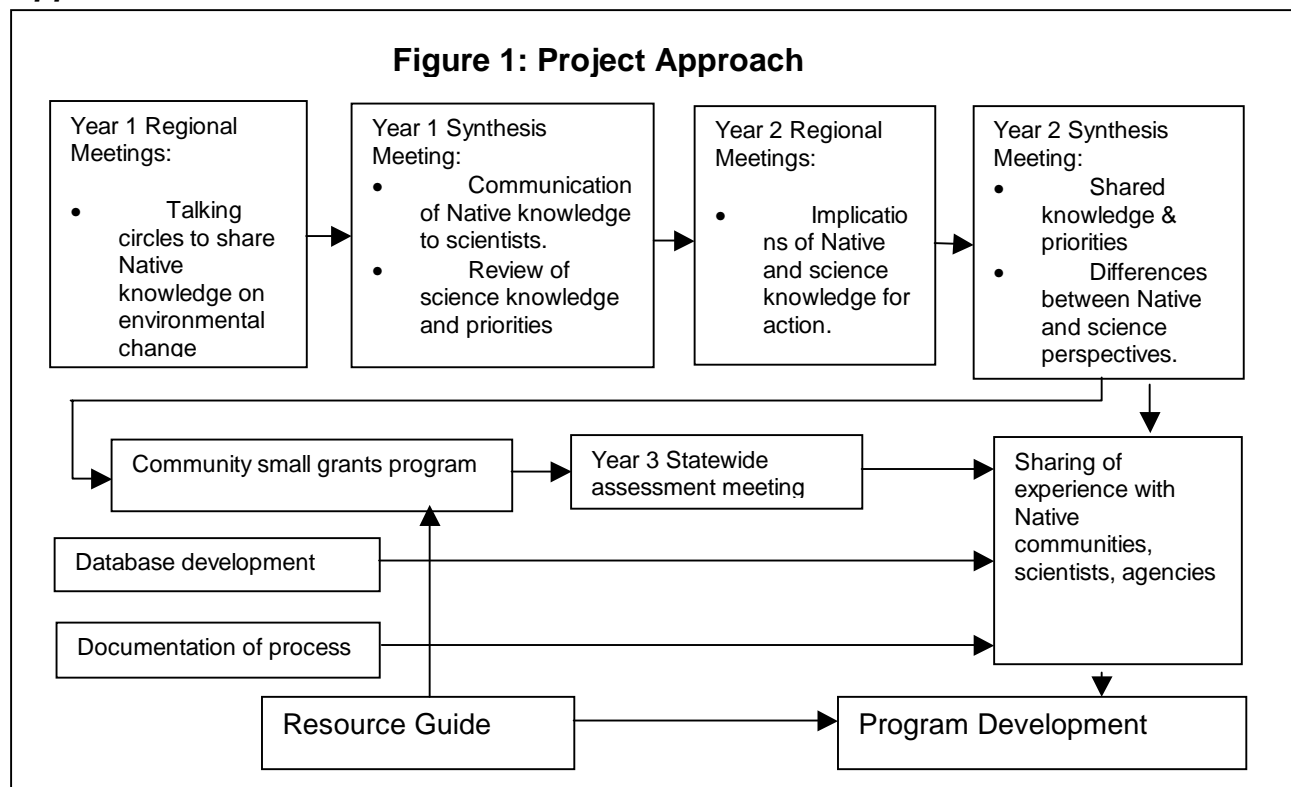 Figure 1: Project Approach
Year 1 Regional
Meetings:
• Talking
circles to share
Native
knowledge on
environmental
change
Year 1 Synthesis
Meeting:
• Communication
of Native knowledge
to scientists.
• Review of
science knowledge
and priorities
Year 2 Regional
Meetings:
• Implicatio
ns of Native
and science
knowledge for
action.
Year 2 Synthesis
Meeting:
• Shared
knowledge &
priorities
• Differences
between Native
and science
perspectives.
Community small grants program
Year 3 Statewide
assessment meeting
Sharing of
experience with
Native
communities,
scientists, agencies
Database development
Documentation of process
Resource Guide
Program Development